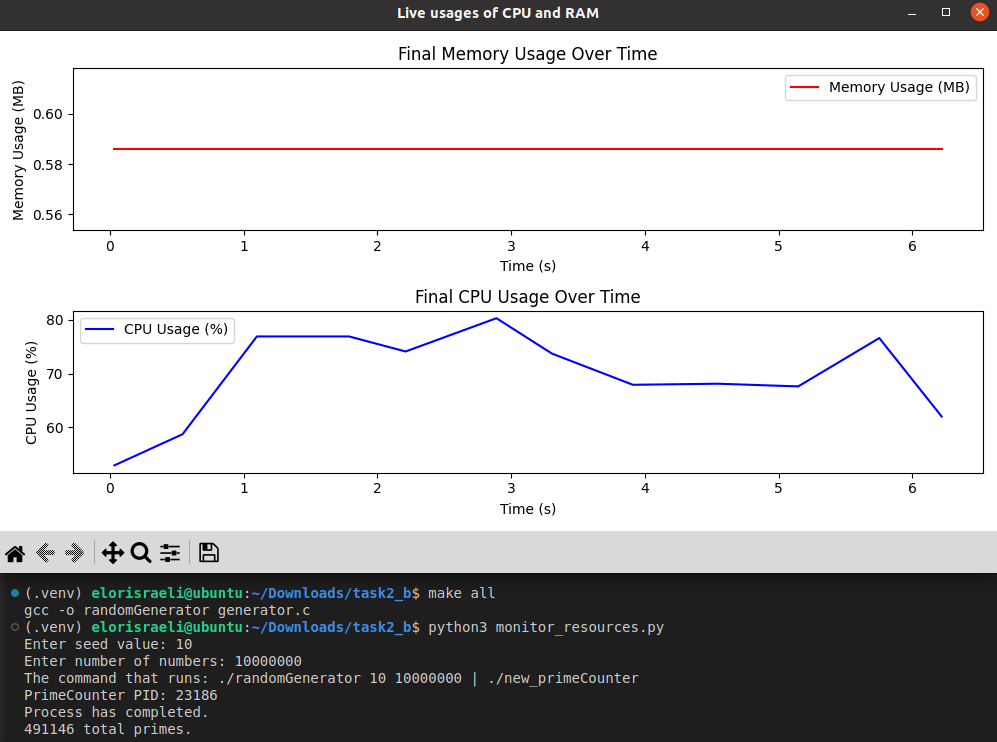 Live usages of CPU and RAM
Final Memory Usage Over Time
Memory Usage (MB)
Memory Usage (MB)
0.60
0.58
0.56
0 1 2 3 4 5 6
Time (s)
Final CPU Usage Over Time
CPU Usage (%)
CPU Usage (%)
80
70
60
0 1 2 3 4 5 6
Time (s)
(.venv) elorisraeli@ubuntu:~/Downloads/task2_b$ make all
gcc -o randomGenerator generator.c
(.venv) elorisraeli@ubuntu:~/Downloads/task2_b$ python3 monitor_resources.py
Enter seed value: 10
Enter number of numbers: 10000000
The command that runs: ./randomGenerator 10 10000000 | ./new_primeCounter
PrimeCounter PID: 23186
Process has completed.
491146 total primes.